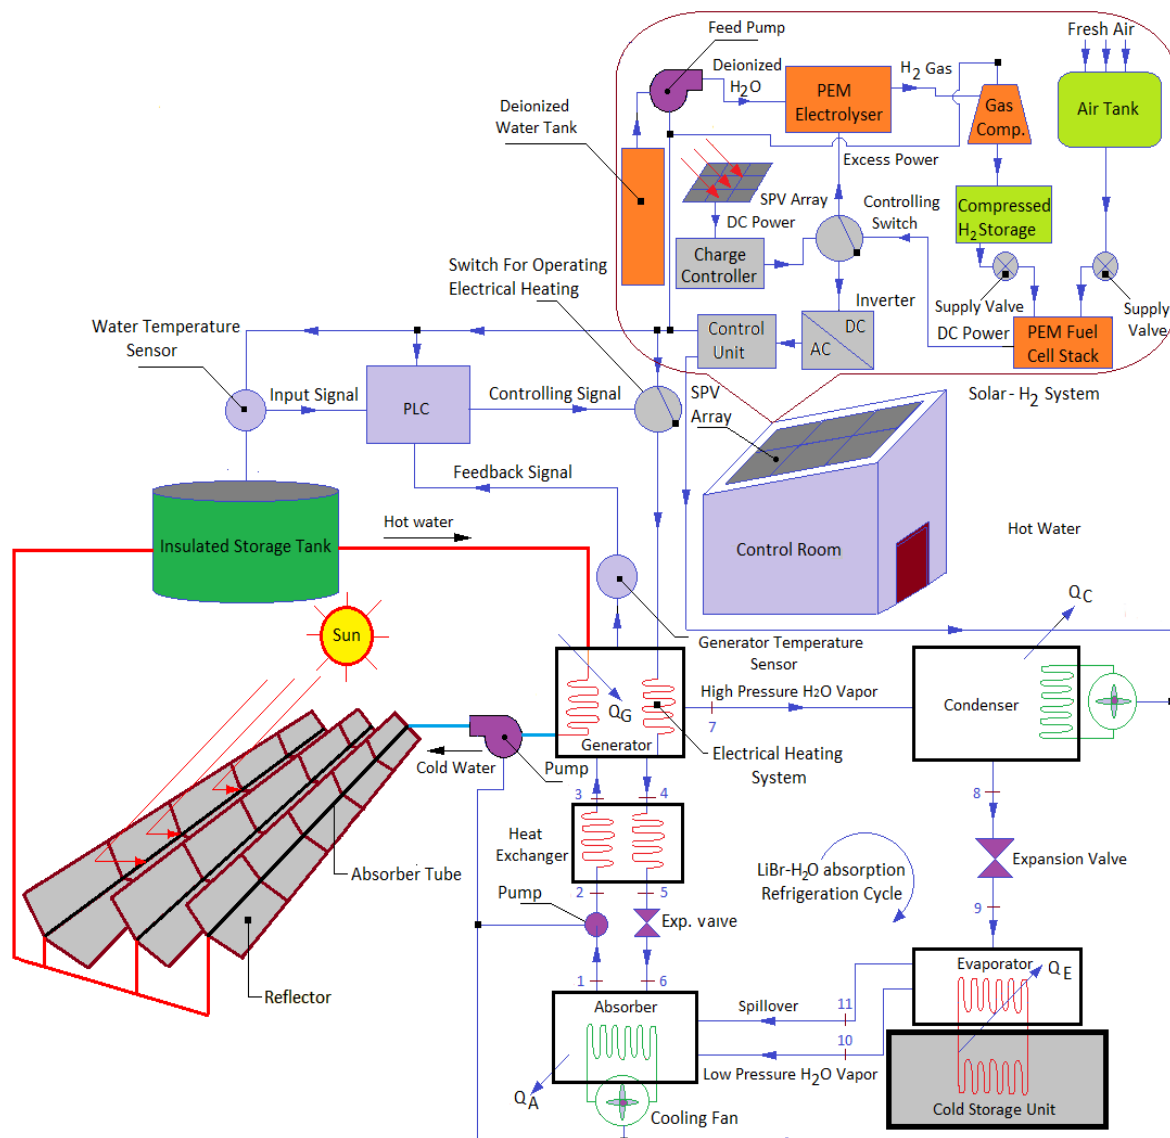 Feed Pump
Fresh Air
Deionized
H2O
H2 Gas
PEM
Electrolyser
Gas
Comp.
Air Tank
Deionized
Water Tank
Excess Power
SPV Array
DC Power
Controlling
Switch
Compressed
H2Storage
Charge
Controller
Switch For Operating
Electrical Heating
Inverter
Supply Valve
Supply
Valve
Water Temperature
Sensor
Control
Unit
DC
AC
DC Power
PEM Fuel
Cell Stack
Input Signal
PLC
Controlling Signal
SPV
Array
Solar - H2 System
Feedback Signal
Hot water
Insulated Storage Tank
Control Room
Hot Water
Sun
Generator Temperature
Sensor
QC
QG
Generator
High Pressure H2O Vapor
7
Condenser
Cold Water
Pump
Electrical Heating
System
3
4
8
Heat
Exchanger
Absorber Tube
LiBr-H2O absorption
Refrigeration Cycle
Expansion Valve
2
5
Pump
Exp. vaive
9
Reflector
1
6
Absorber
Evaporator
QE
Spillover
11
10
Low Pressure H2O Vapor
QA
Cooling Fan
Cold Storage Unit